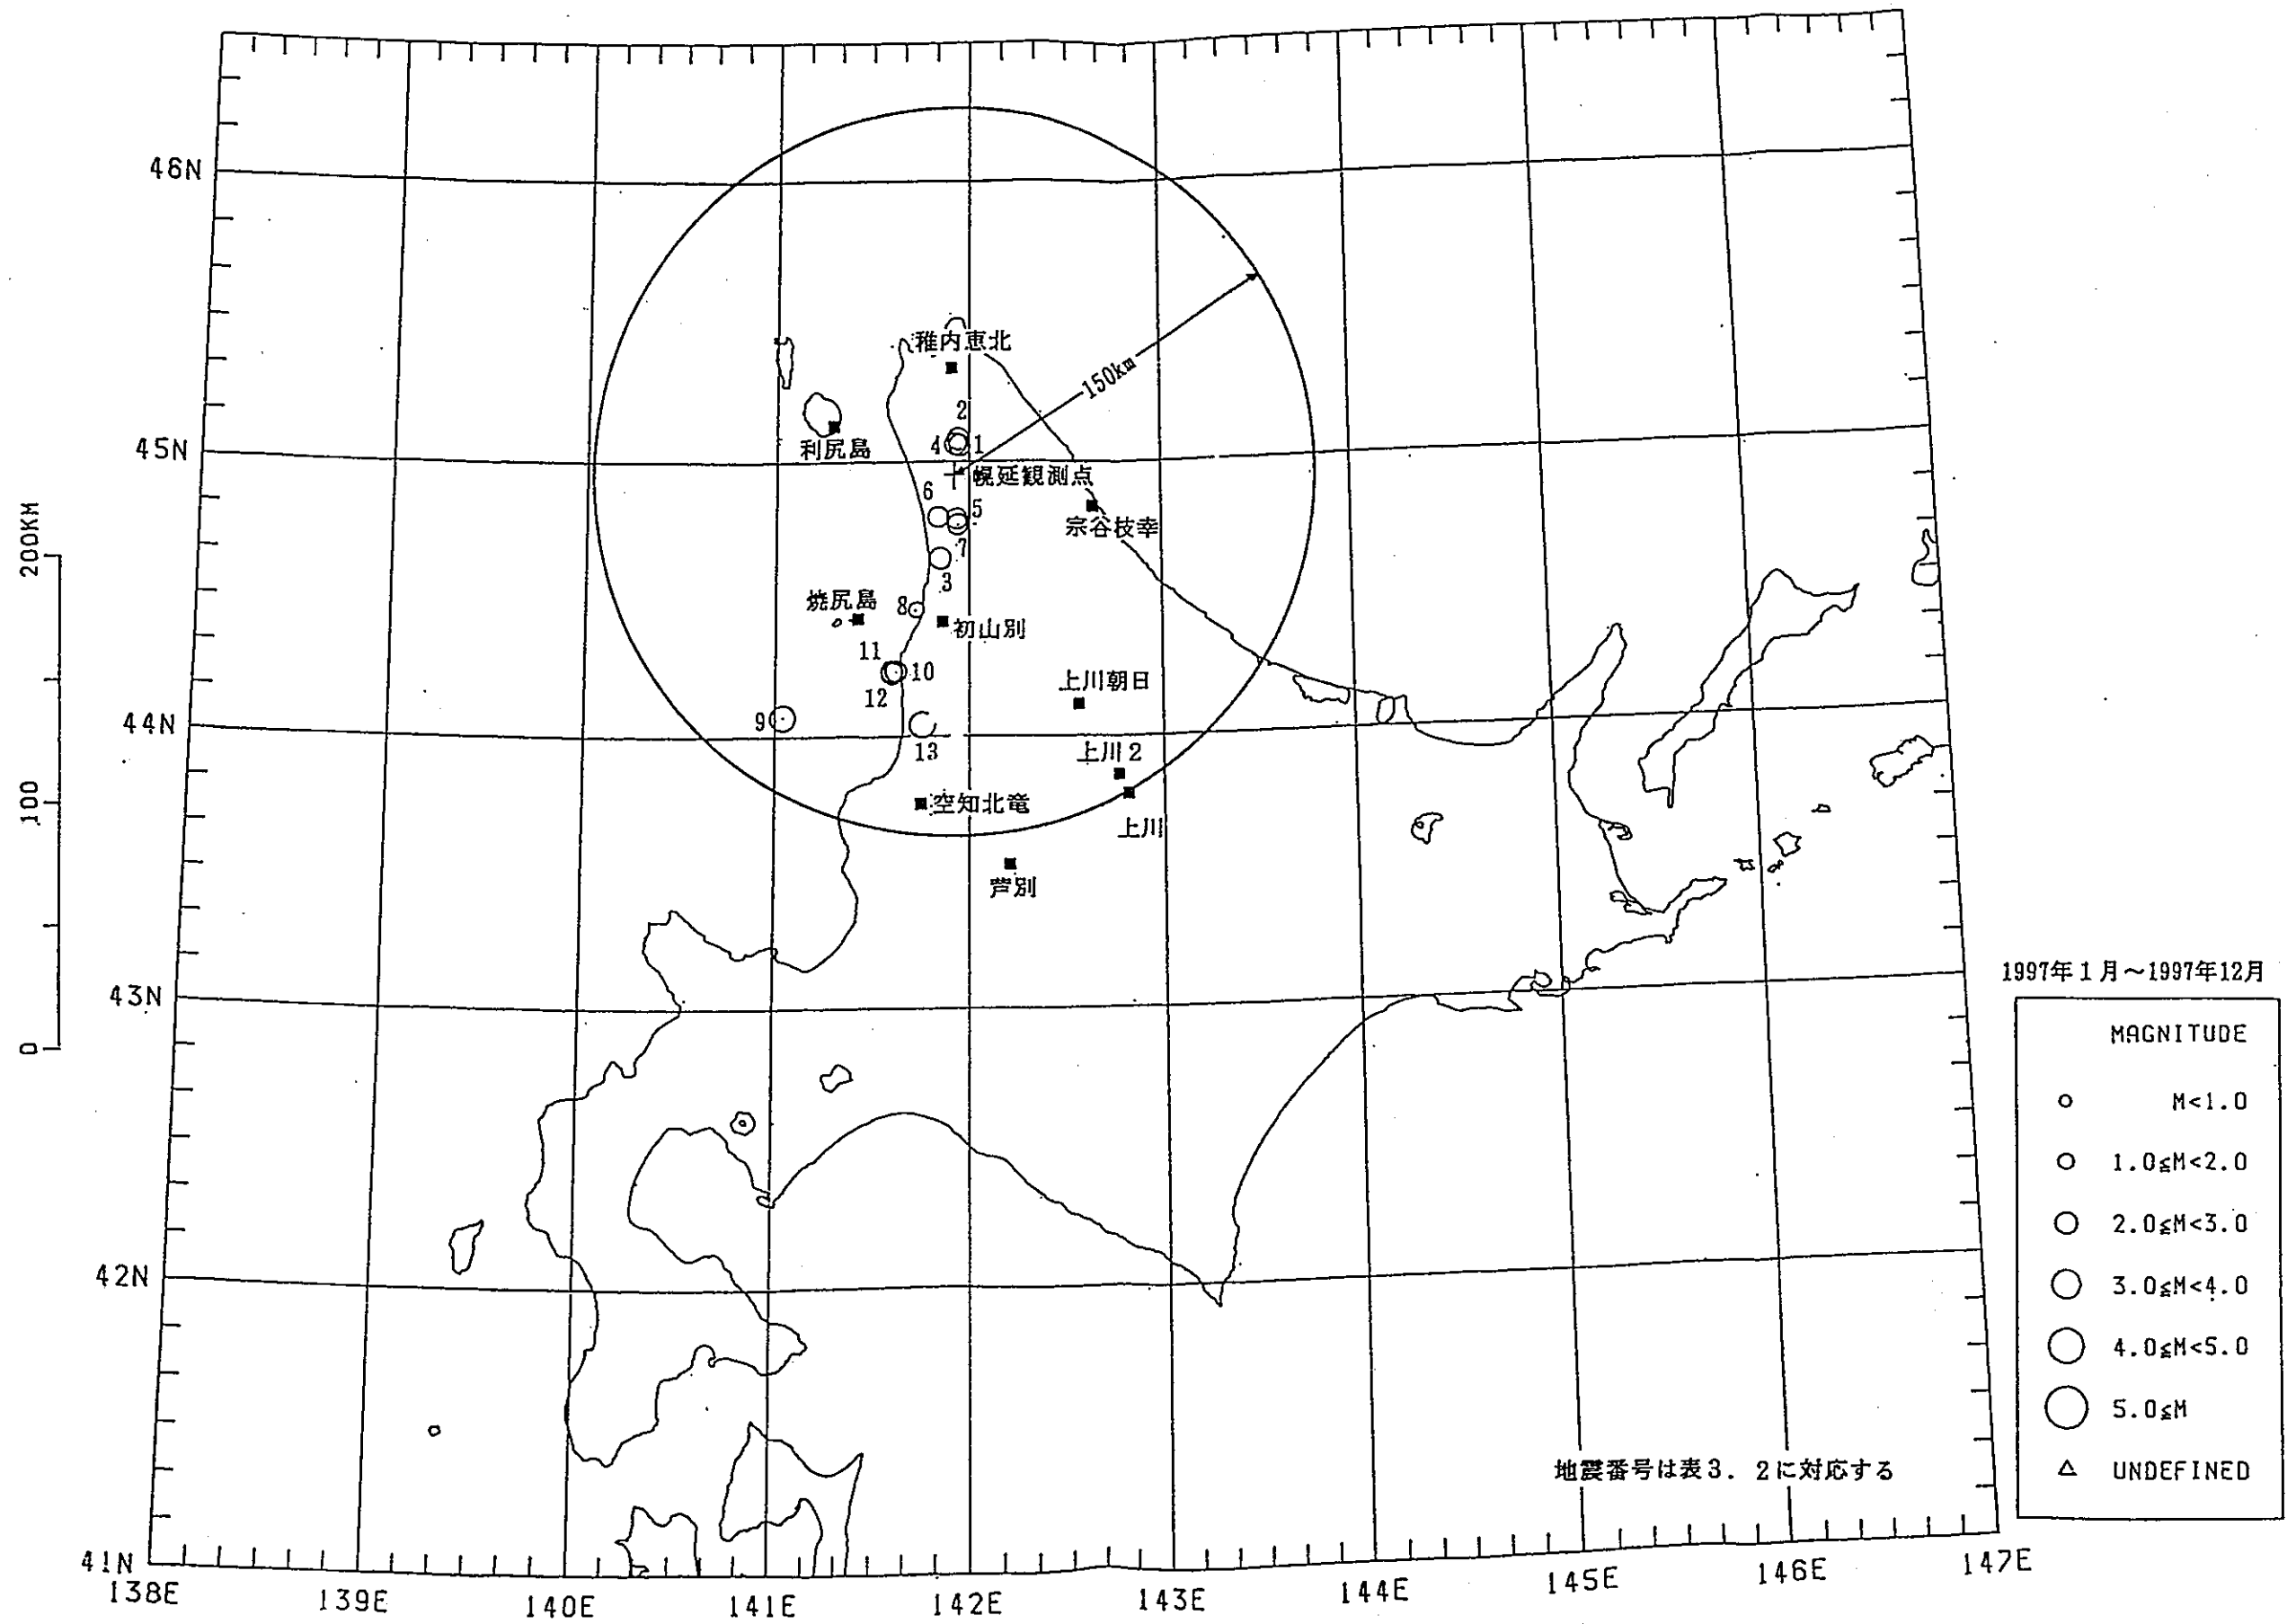 46N
稚内恵北
150km
2
4
1
利尻島
45N
幌延観測点
6
5
宗谷枝幸
7
3
200KM
焼尻島
8
初山別
11
10
12
上川朝日
9
44N
13
上川2
100
空知北竜
上川
芦別
43N
0
1997年1月~1997年12月
MAGNITUDE
M<1.0
1.0≦M<2.0
2.0≦M<3.0
3.0≦M<4.0
4.0≦M<5.0
5.0≦M
UNDEFINED
42N
地震番号は表3.2に対応する
41N
138E
139E
140E
141E
142E
143E
144E
145E
146E
147E